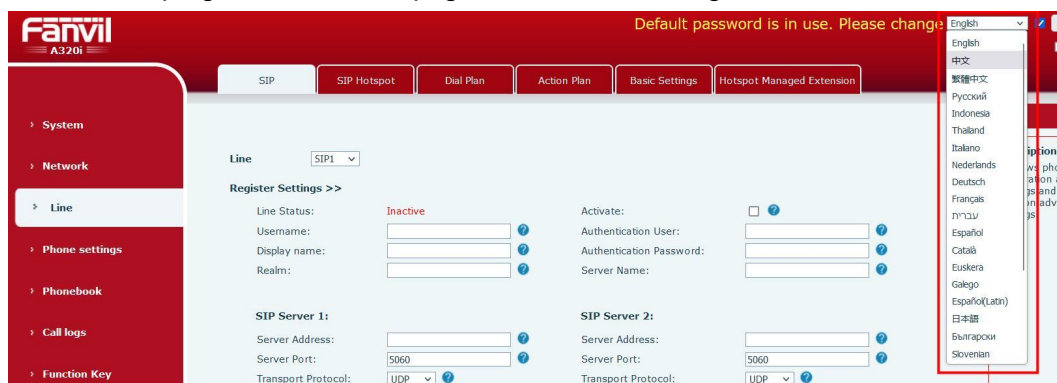 Fanvil
A320i
Default password is in use. Please change
English
English
中文
繁體中文
Русский
Indonesia
Thailand
Italiano
Nederlands
Deutsch
Français
עברית
Español
Català
Euskera
Galego
Español(Latin)
日本語
Български
Slovenian
SIP
SIP Hotspot
Dial Plan
Action Plan
Basic Settings
Hotspot Managed Extension
› System
› Network
› Line
› Phone settings
› Phonebook
› Call logs
› Function Key
Line SIP1
Register Settings >>
Line Status: Inactive Activate:
Username: Authentication User:
Display name: Authentication Password:
Realm: Server Name:
SIP Server 1: SIP Server 2:
Server Address: Server Address:
Server Port: 5060 Server Port: 5060
Transport Protocol: UDP Transport Protocol: UDP